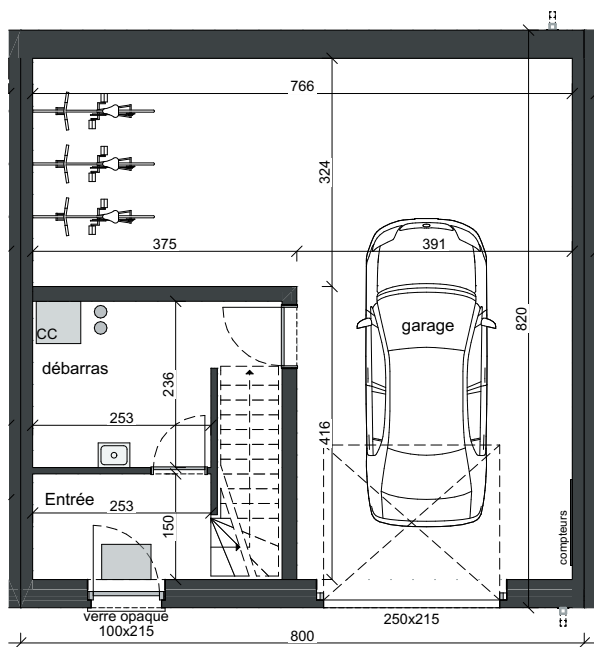 766
324
375
391
820
garage
CC
débarras
236
253
416
Entrée
253
150
compteurs
verre opaque
100x215
250x215
800